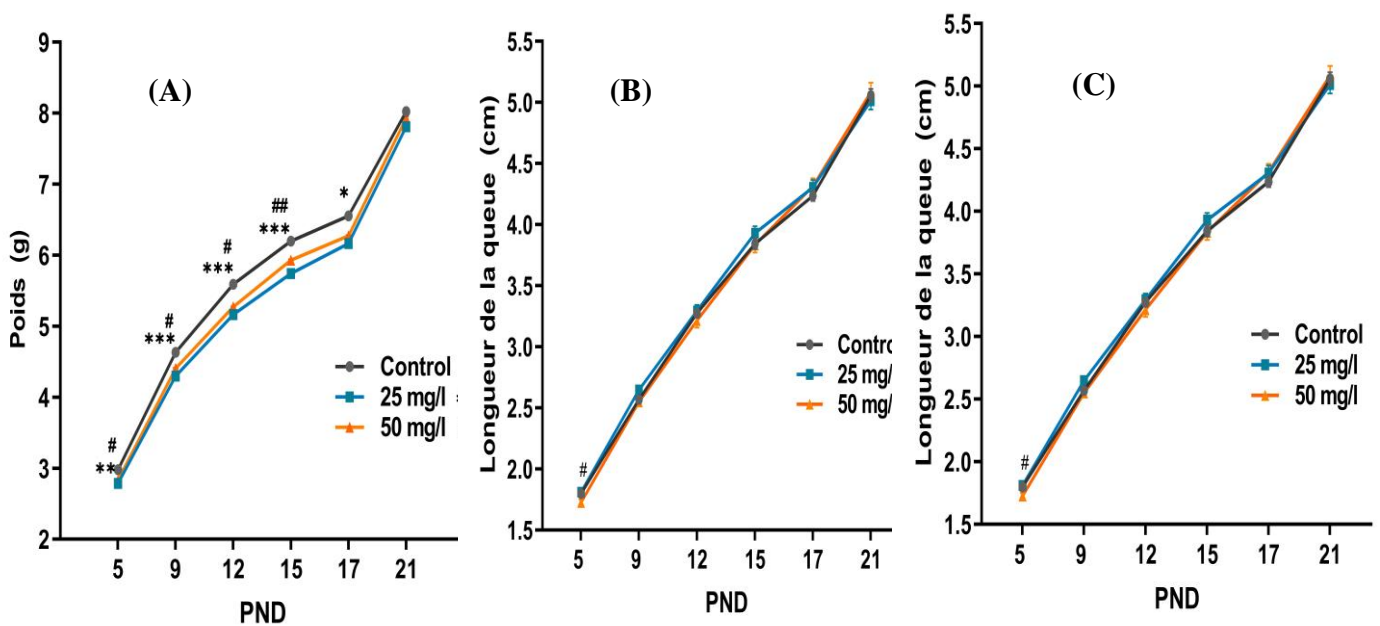 (A)
Poids (g)
9
8
7
6
5
4
3
2
#
**
#
***
#
***
##
***
*
Control
25 mg/l
50 mg/l
5 9 12 15 17 21
PND
(B)
Longueur de la queue (cm)
5.5
5.0
4.5
4.0
3.5
3.0
2.5
2.0
1.5
#
Contro
25 mg/
50 mg/
5 9 12 15 17 21
PND
(C)
Longueur de la queue (cm)
5.5
5.0
4.5
4.0
3.5
3.0
2.5
2.0
1.5
#
Control
25 mg/l
50 mg/l
5 9 12 15 17 21
PND